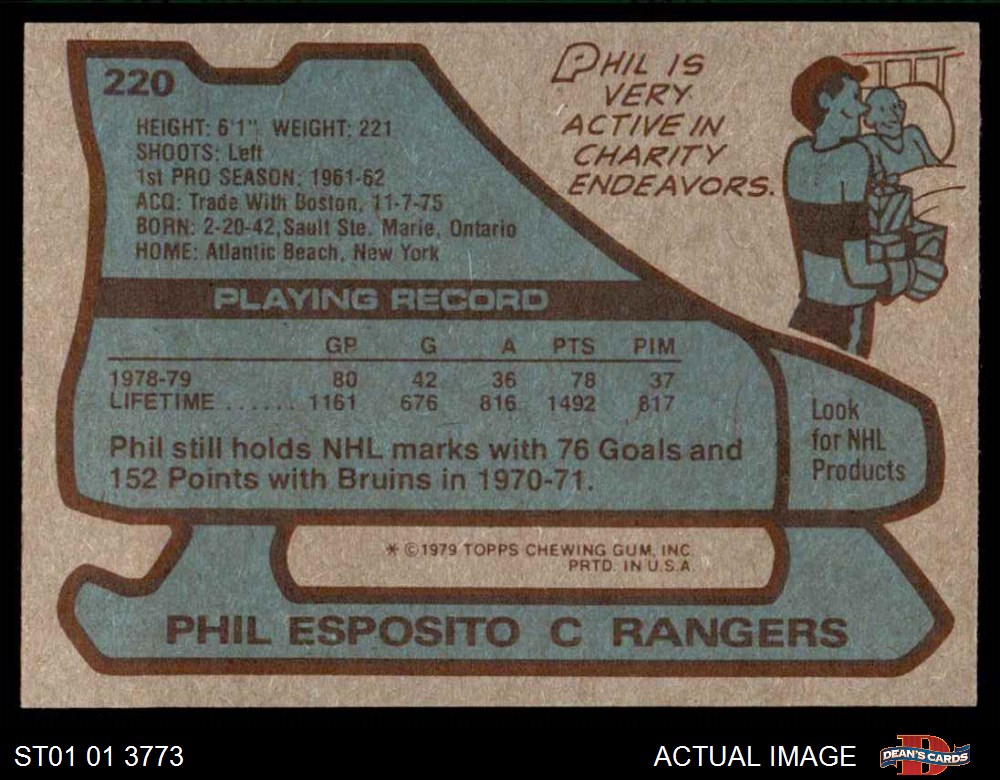 220
HEIGHT: 6'1" WEIGHT: 221
SHOOTS: Left
1st PRO SEASON: 1961-62
ACQ: Trade With Boston, 11-7-75
BORN: 2-20-42, Sault Ste. Marie, Ontario
HOME: Atlantic Beach, New York
PHIL IS
VERY
ACTIVE IN
CHARITY
ENDEAVORS.
PLAYING RECORD
GP G A PTS PIM
1978-79 80 42 36 78 37
LIFETIME ...... 1161 676 816 1492 817
Phil still holds NHL marks with 76 Goals and
152 Points with Bruins in 1970-71.
Look
for NHL
Products
* ©1979 TOPPS CHEWING GUM, INC.
PRTD. IN U.S.A.
PHIL ESPOSITO C RANGERS
ST01 01 3773
ACTUAL IMAGE
DEAN'S CARDS